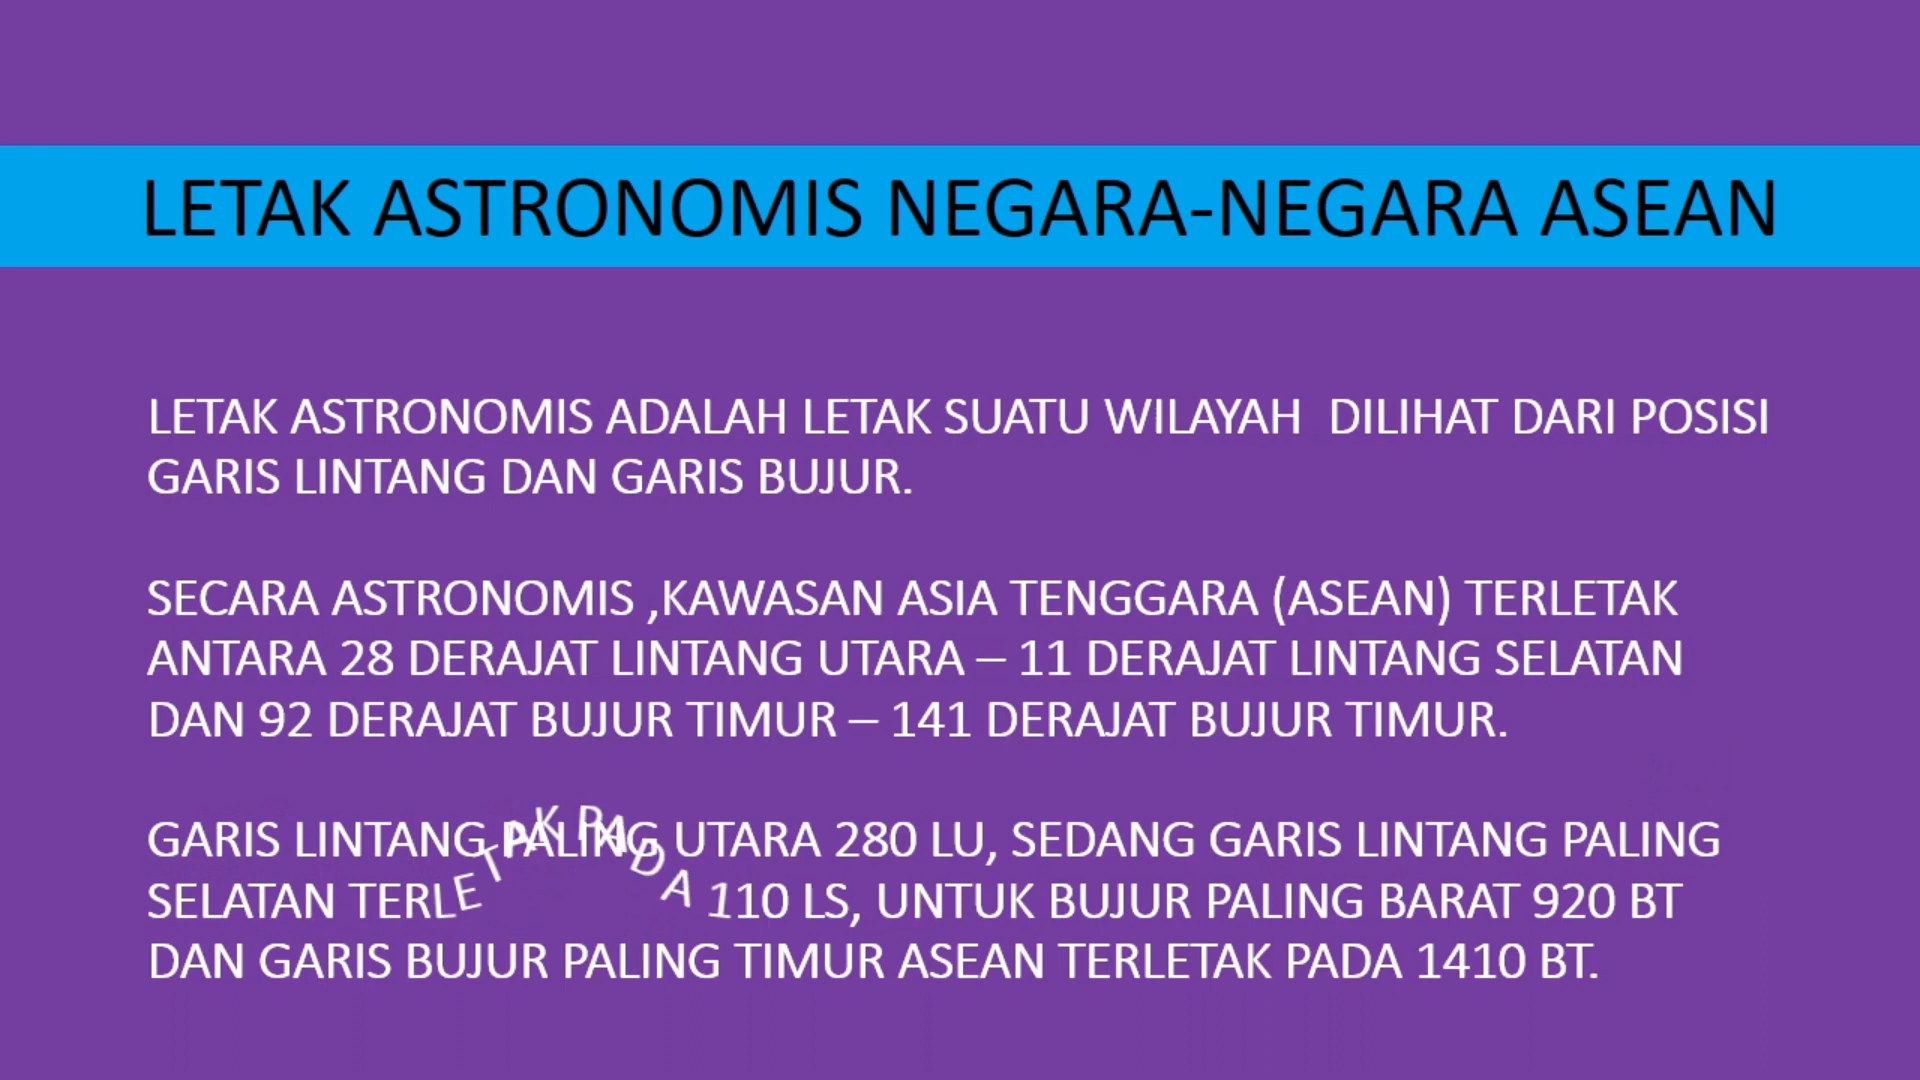 LETAK ASTRONOMIS NEGARA-NEGARA ASEAN
LETAK ASTRONOMIS ADALAH LETAK SUATU WILAYAH DILIHAT DARI POSISI
GARIS LINTANG DAN GARIS BUJUR.
SECARA ASTRONOMIS ,KAWASAN ASIA TENGGARA (ASEAN) TERLETAK
ANTARA 28 DERAJAT LINTANG UTARA – 11 DERAJAT LINTANG SELATAN
DAN 92 DERAJAT BUJUR TIMUR – 141 DERAJAT BUJUR TIMUR.
GARIS LINTANG PALING UTARA 280 LU, SEDANG GARIS LINTANG PALING
SELATAN TERLETAK PADA 110 LS, UNTUK BUJUR PALING BARAT 920 BT
DAN GARIS BUJUR PALING TIMUR ASEAN TERLETAK PADA 1410 BT.